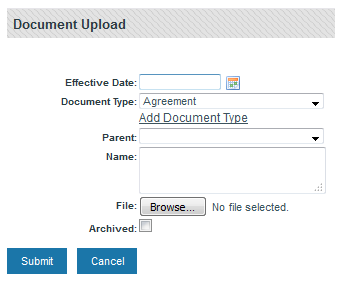 Document Upload
Effective Date:
Document Type: Agreement
Add Document Type
Parent:
Name:
File: Browse... No file selected.
Archived:
Submit Cancel